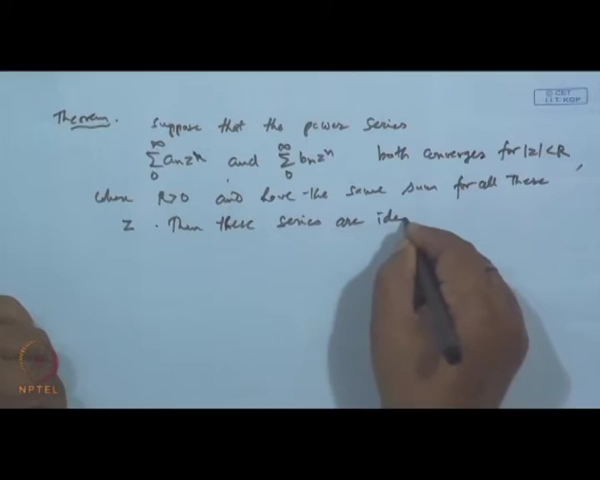 © CET
I.I.T. KGP
Theorem. Suppose that the power series
∞ ∑ 0 anzⁿ and ∞ ∑ 0 bnzⁿ both converges for |z|<R,
where R>0 and have the same sum for all these
z. Then these series are iden
NPTEL